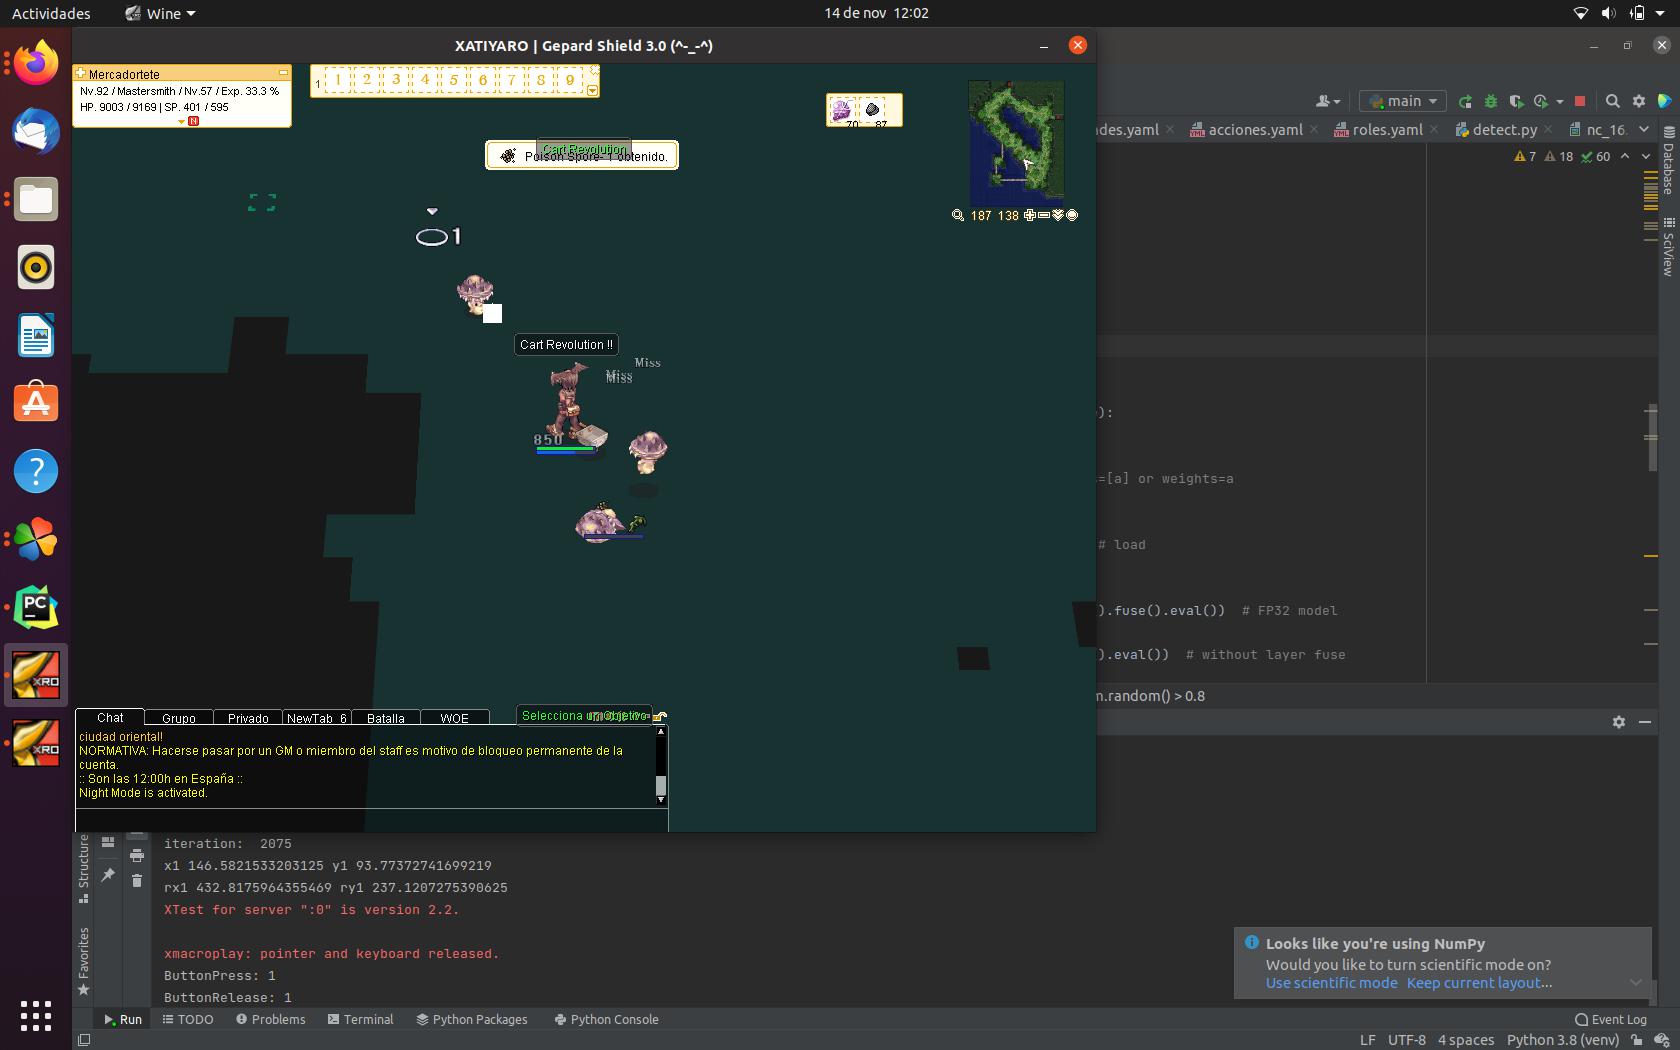 Actividades
Wine
14 de nov 12:02
XATIYARO | Gepard Shield 3.0 (^-_-^)
Mercadortete
Nv.92 / Mastersmith / Nv.57 / Exp. 33.3 %
HP. 9003 / 9169 | SP. 401 / 595
N
1 1 2 3 4 5 6 7 8 9
70 87
Cart Revolution
Poison Spore- 1 obtenido.
187 138
1
Cart Revolution !!
Miss
Miss
Miss
850
main
des.yaml
acciones.yaml
roles.yaml
detect.py
nc_16.
7 18 60
Database
SciView
):
=[a] or weights=a
# load
).fuse().eval()) # FP32 model
).eval()) # without layer fuse
m.random() > 0.8
PC
XRO
XRO
Chat Grupo Privado NewTab_6 Batalla WOE
Selecciona un objetivo
ciudad oriental!
NORMATIVA: Hacerse pasar por un GM o miembro del staff es motivo de bloqueo permanente de la
cuenta.
:: Son las 12:00h en España ::
Night Mode is activated.
Structure
Favorites
iteration: 2075
x1 146.5821533203125 y1 93.77372741699219
rx1 432.8175964355469 ry1 237.1207275390625
XTest for server ":0" is version 2.2.
xmacroplay: pointer and keyboard released.
ButtonPress: 1
ButtonRelease: 1
Looks like you're using NumPy
Would you like to turn scientific mode on?
Use scientific mode Keep current layout...
Run TODO Problems Terminal Python Packages Python Console
Event Log
LF UTF-8 4 spaces Python 3.8 (venv)